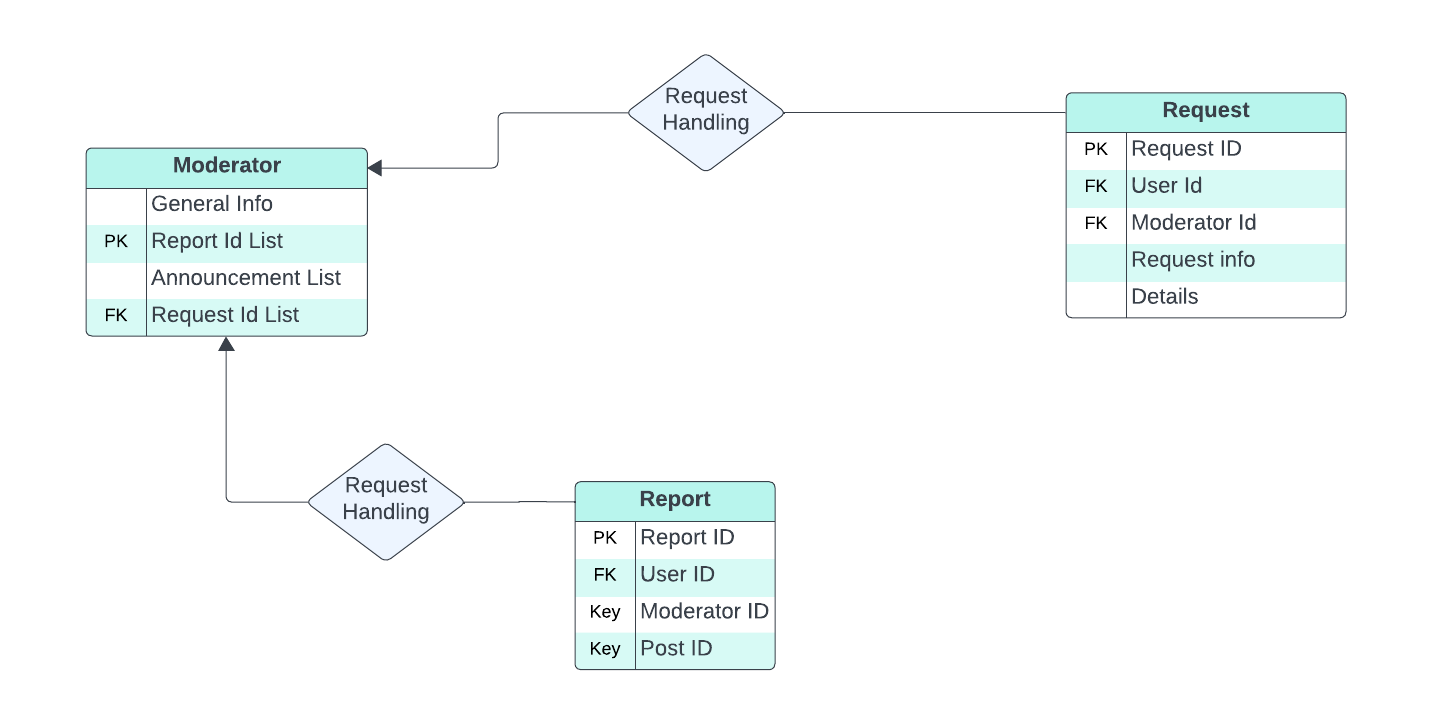 Request
Handling
Request
PK Request ID
FK User Id
FK Moderator Id
Request info
Details
Moderator
General Info
PK Report Id List
Announcement List
FK Request Id List
Request
Handling
Report
PK Report ID
FK User ID
Key Moderator ID
Key Post ID